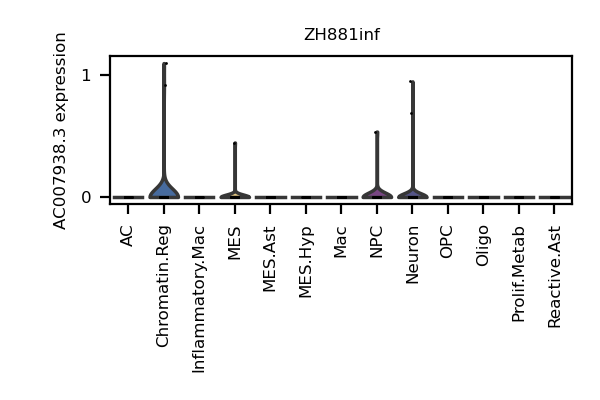 ZH881inf
AC007938.3 expression
1
0
AC
Chromatin.Reg
Inflammatory.Mac
MES
MES.Ast
MES.Hyp
Mac
NPC
Neuron
OPC
Oligo
Prolif.Metab
Reactive.Ast